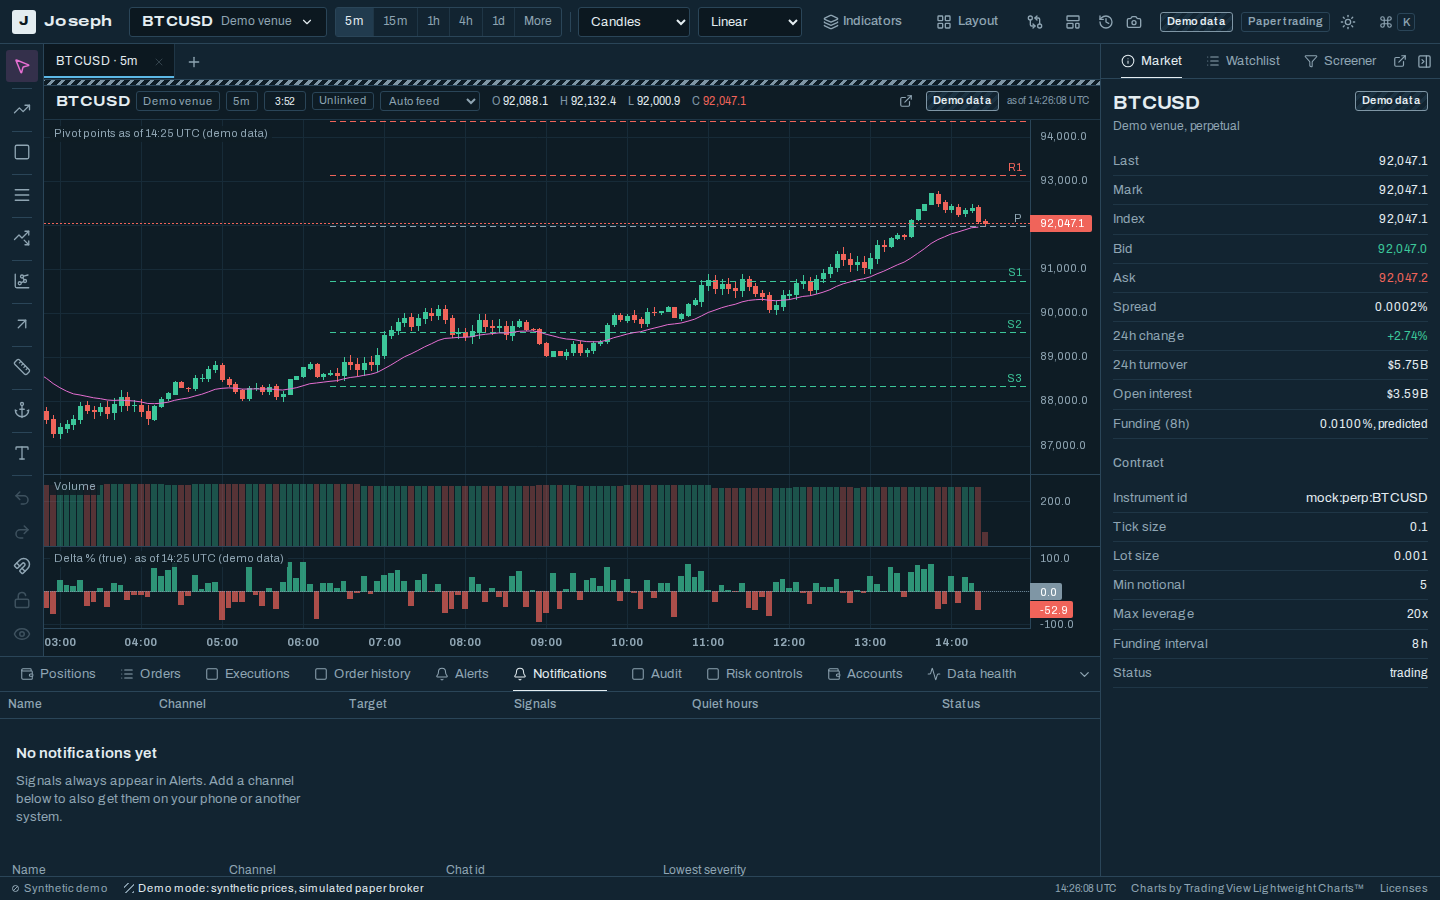 J Joseph
BTCUSD Demo venue
5m 15m 1h 4h 1d More
Candles
Linear
Indicators
Layout
Demo data
Paper trading
⌘ K
BTCUSD · 5m
Market
Watchlist
Screener
BTCUSD Demo venue 5m 3:52 Unlinked Auto feed O 92,088.1 H 92,132.4 L 92,000.9 C 92,047.1
Demo data as of 14:26:08 UTC
Pivot points as of 14:25 UTC (demo data)
R1
P
S1
S2
S3
94,000.0
93,000.0
92,047.1
91,000.0
90,000.0
89,000.0
88,000.0
87,000.0
Volume
200.0
Delta % (true) · as of 14:25 UTC (demo data)
100.0
0.0
-52.9
-100.0
03:00 04:00 05:00 06:00 07:00 08:00 09:00 10:00 11:00 12:00 13:00 14:00
BTCUSD
Demo data
Demo venue, perpetual
Last 92,047.1
Mark 92,047.1
Index 92,047.1
Bid 92,047.0
Ask 92,047.2
Spread 0.0002%
24h change +2.74%
24h turnover $5.75B
Open interest $3.59B
Funding (8h) 0.0100%, predicted
Contract
Instrument id mock:perp:BTCUSD
Tick size 0.1
Lot size 0.001
Min notional 5
Max leverage 20x
Funding interval 8h
Status trading
Positions Orders Executions Order history Alerts Notifications Audit Risk controls Accounts Data health
Name Channel Target Signals Quiet hours Status
No notifications yet
Signals always appear in Alerts. Add a channel
below to also get them on your phone or another
system.
Name Channel Chat id Lowest severity
Synthetic demo Demo mode: synthetic prices, simulated paper broker
14:26:08 UTC Charts by TradingView Lightweight Charts™ Licenses